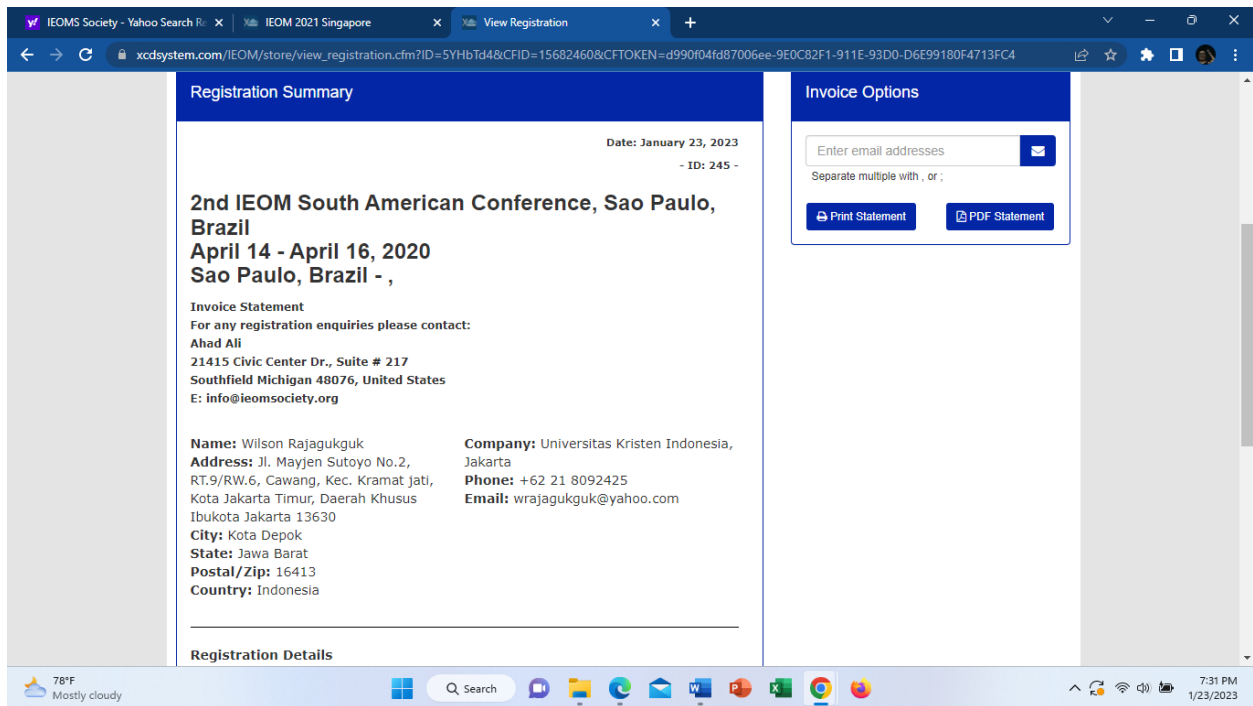 IEOMS Society - Yahoo Search Re
IEOM 2021 Singapore
View Registration
xcdsystem.com/IEOM/store/view_registration.cfm?ID=5YHbTd4&CFID=15682460&CFTOKEN=d990f04fd87006ee-9E0C82F1-911E-93D0-D6E99180F4713FC4
Registration Summary
Date: January 23, 2023
- ID: 245 -
2nd IEOM South American Conference, Sao Paulo,
Brazil
April 14 - April 16, 2020
Sao Paulo, Brazil - ,
Invoice Statement
For any registration enquiries please contact:
Ahad Ali
21415 Civic Center Dr., Suite # 217
Southfield Michigan 48076, United States
E: info@ieomsociety.org
Name: Wilson Rajagukguk
Address: Jl. Mayjen Sutoyo No.2,
RT.9/RW.6, Cawang, Kec. Kramat jati,
Kota Jakarta Timur, Daerah Khusus
Ibukota Jakarta 13630
City: Kota Depok
State: Jawa Barat
Postal/Zip: 16413
Country: Indonesia
Company: Universitas Kristen Indonesia,
Jakarta
Phone: +62 21 8092425
Email: wrajagukguk@yahoo.com
Registration Details
Invoice Options
Enter email addresses
Separate multiple with , or ;
Print Statement
PDF Statement
78°F
Mostly cloudy
Search
7:31 PM
1/23/2023